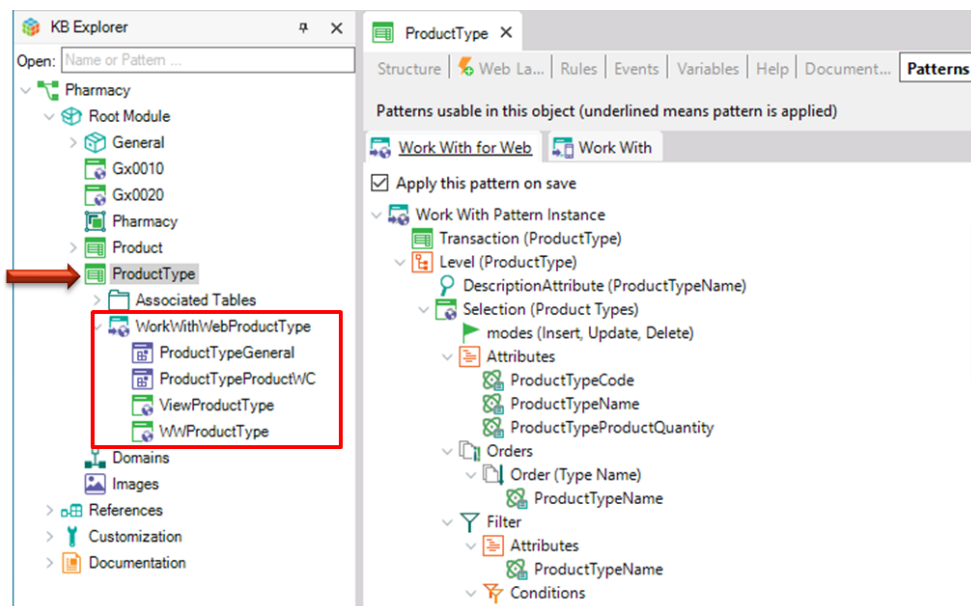 KB Explorer
Open: Name or Pattern ...
Pharmacy
Root Module
General
Gx0010
Gx0020
Pharmacy
Product
ProductType
Associated Tables
WorkWithWebProductType
ProductTypeGeneral
ProductTypeProductWC
ViewProductType
WWProductType
Domains
Images
References
Customization
Documentation
ProductType
Structure Web La... Rules Events Variables Help Document... Patterns
Patterns usable in this object (underlined means pattern is applied)
Work With for Web Work With
Apply this pattern on save
Work With Pattern Instance
Transaction (ProductType)
Level (ProductType)
DescriptionAttribute (ProductTypeName)
Selection (Product Types)
modes (Insert, Update, Delete)
Attributes
ProductTypeCode
ProductTypeName
ProductTypeProductQuantity
Orders
Order (Type Name)
ProductTypeName
Filter
Attributes
ProductTypeName
Conditions